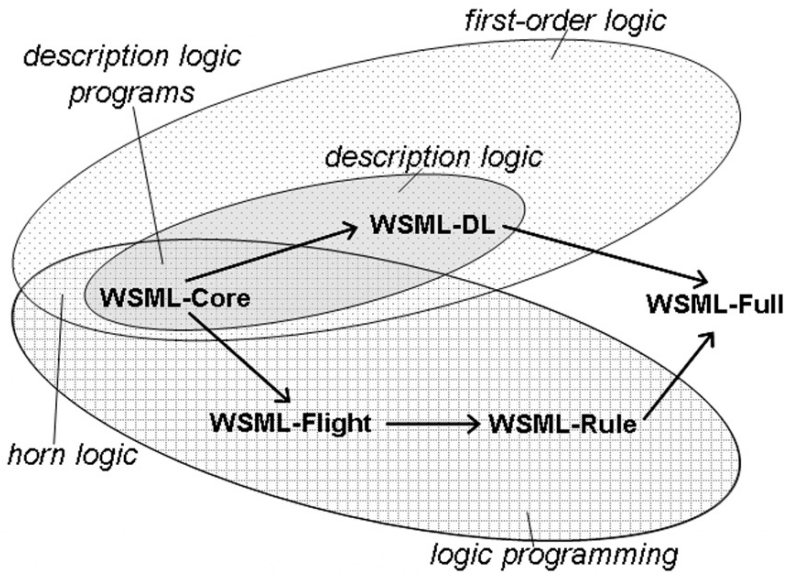 first-order logic
description logic
programs
description logic
WSML-DL
WSML-Core
WSML-Full
WSML-Flight
WSML-Rule
horn logic
logic programming